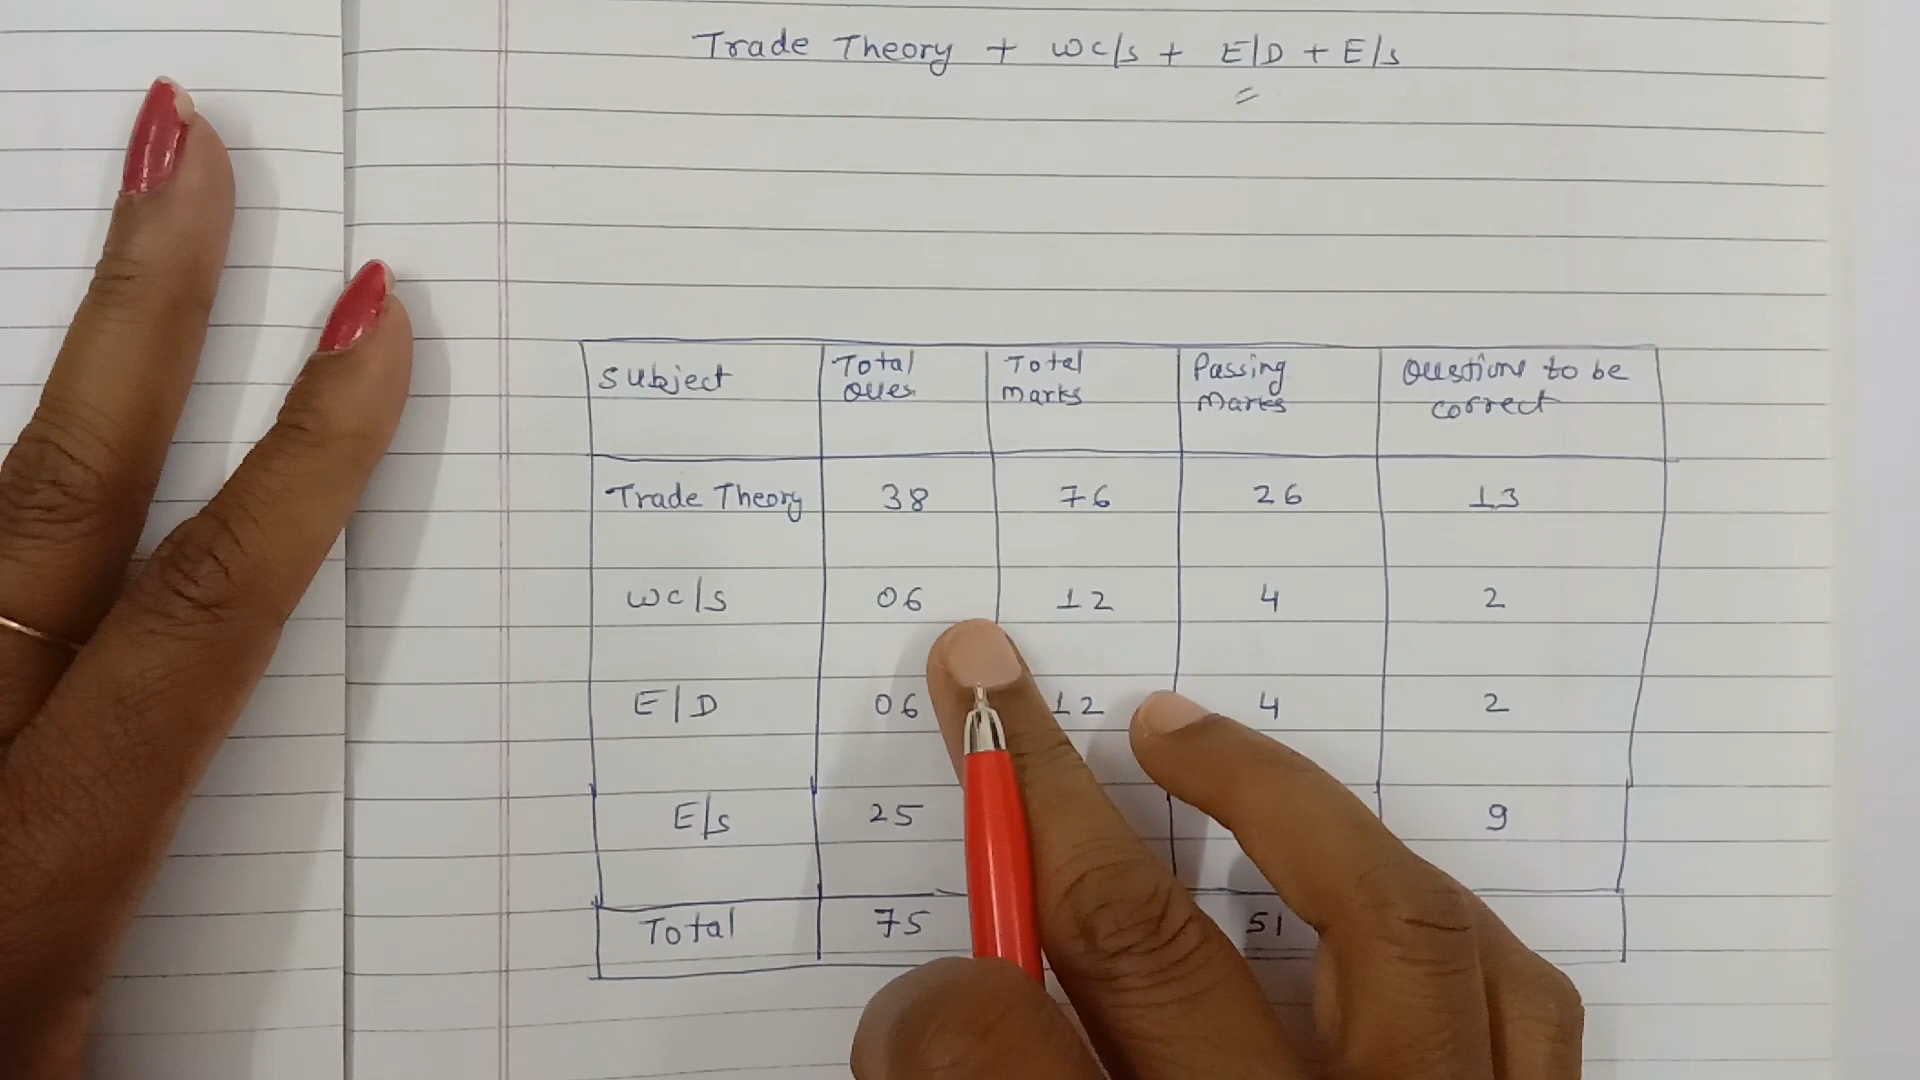 Trade Theory + WC/S + E/D + E/S
Subject Total Ques Total marks Passing Marks Questions to be correct
Trade Theory 38 76 26 13
WC/S 06 12 4 2
E/D 06 12 4 2
E/S 25 9
Total 75 51